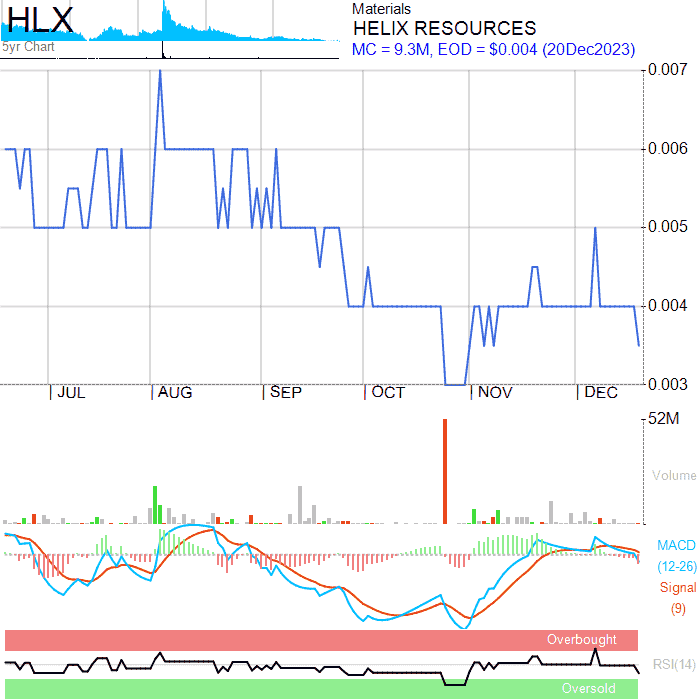 HLX
5yr Chart
Materials
HELIX RESOURCES
MC = 9.3M, EOD = $0.004 (20Dec2023)
0.007
0.006
0.005
0.004
0.003
JUL
AUG
SEP
OCT
NOV
DEC
52M
Volume
MACD
(12-26)
Signal
(9)
Overbought
RSI(14)
Oversold